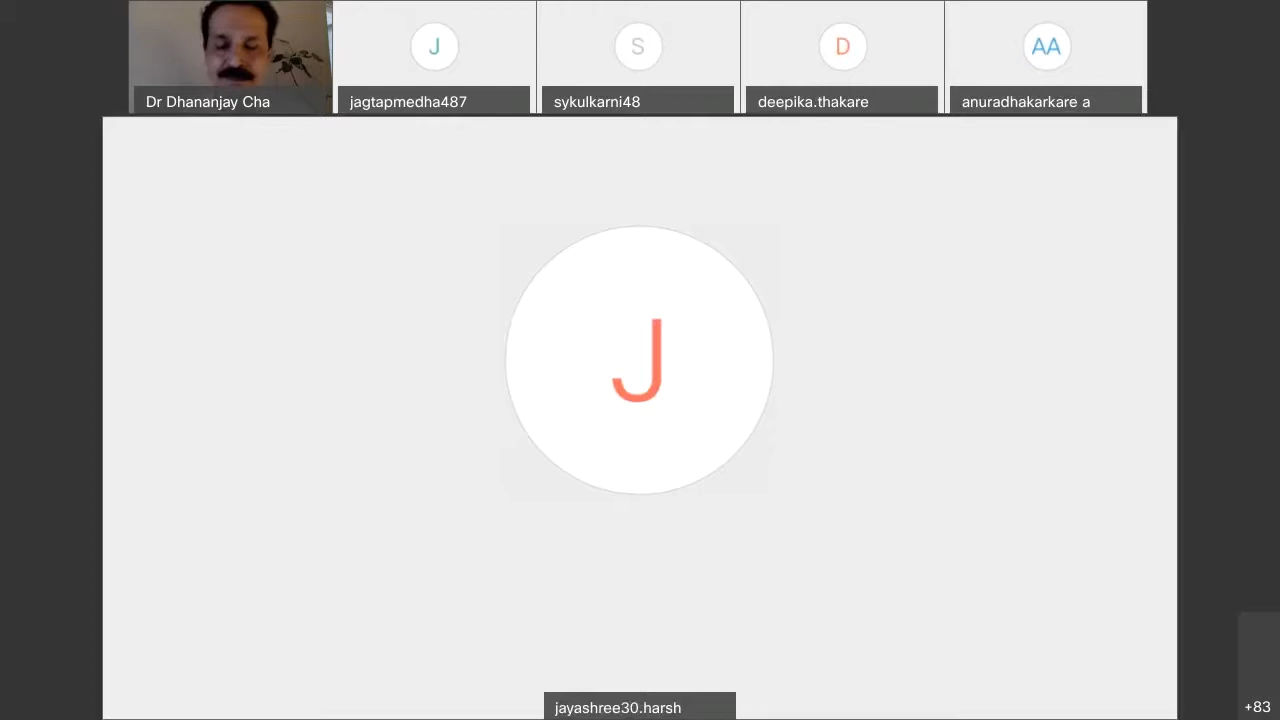 J
S
D
AA
Dr Dhananjay Cha
jagtapmedha487
sykulkarni48
deepika.thakare
anuradhakarkare a
J
jayashree30.harsh
+83